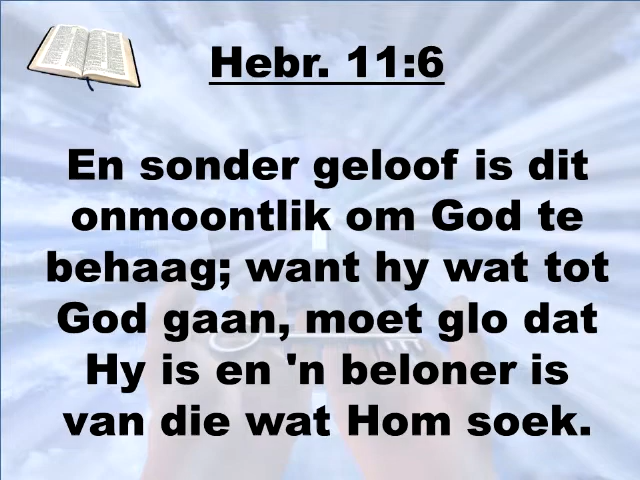 Hebr. 11:6
En sonder geloof is dit
onmoontlik om God te
behaag; want hy wat tot
God gaan, moet glo dat
Hy is en 'n beloner is
van die wat Hom soek.